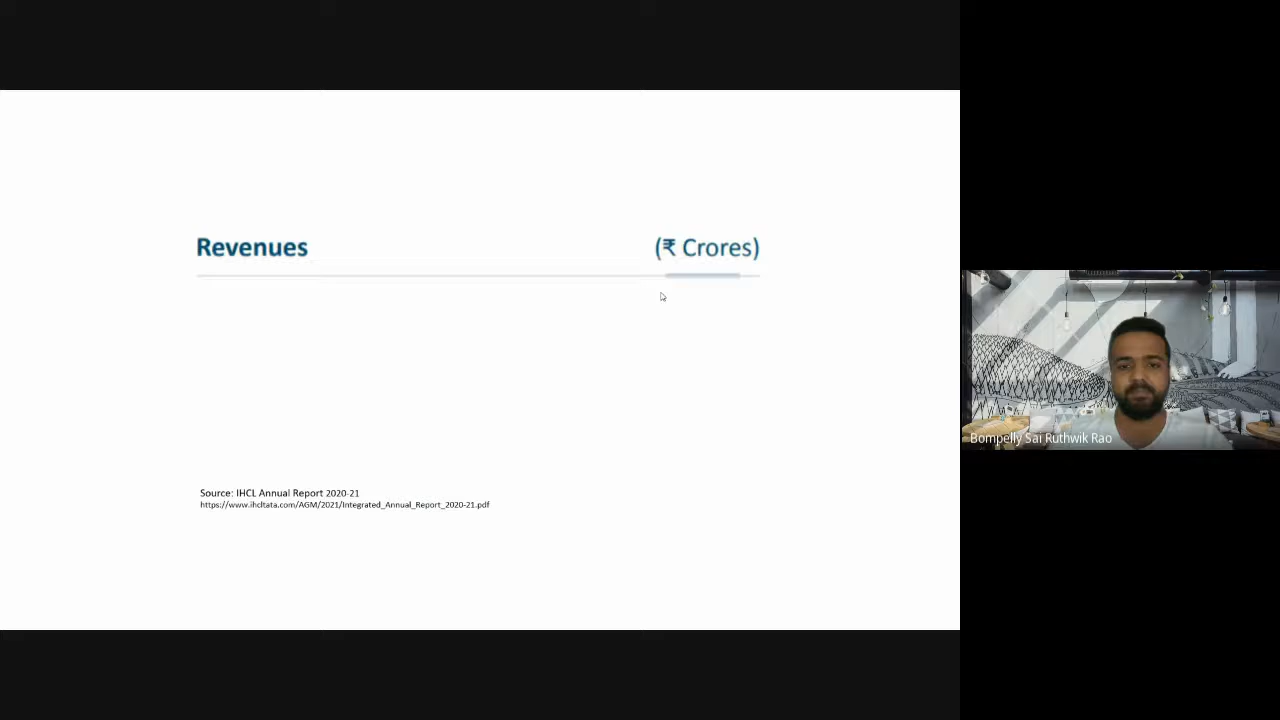 Revenues (₹ Crores)
Source: IHCL Annual Report 2020-21
https://www.ihcltata.com/AGM/2021/Integrated_Annual_Report_2020-21.pdf
Bompelly Sai Ruthwik Rao